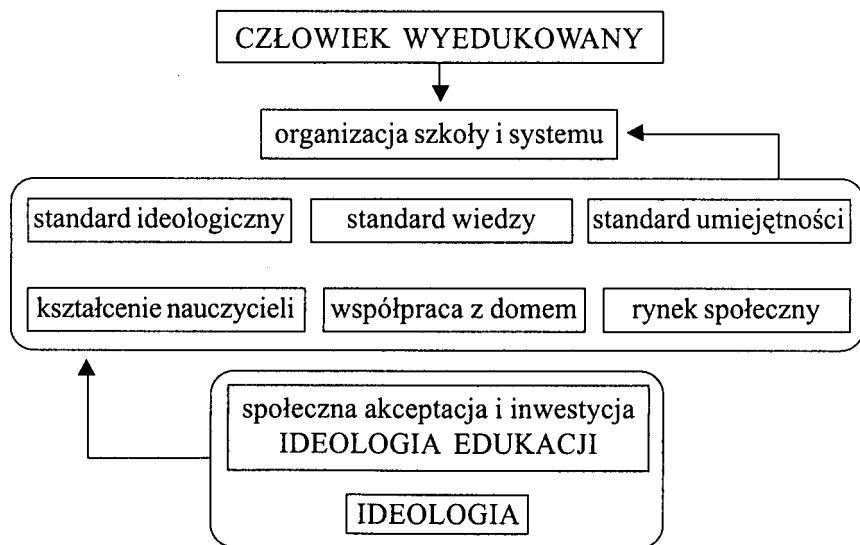 CZŁOWIEK WYEDUKOWANY
organizacja szkoły i systemu
standard ideologiczny
standard wiedzy
standard umiejętności
kształcenie nauczycieli
współpraca z domem
rynek społeczny
społeczna akceptacja i inwestycja
IDEOLOGIA EDUKACJI
IDEOLOGIA